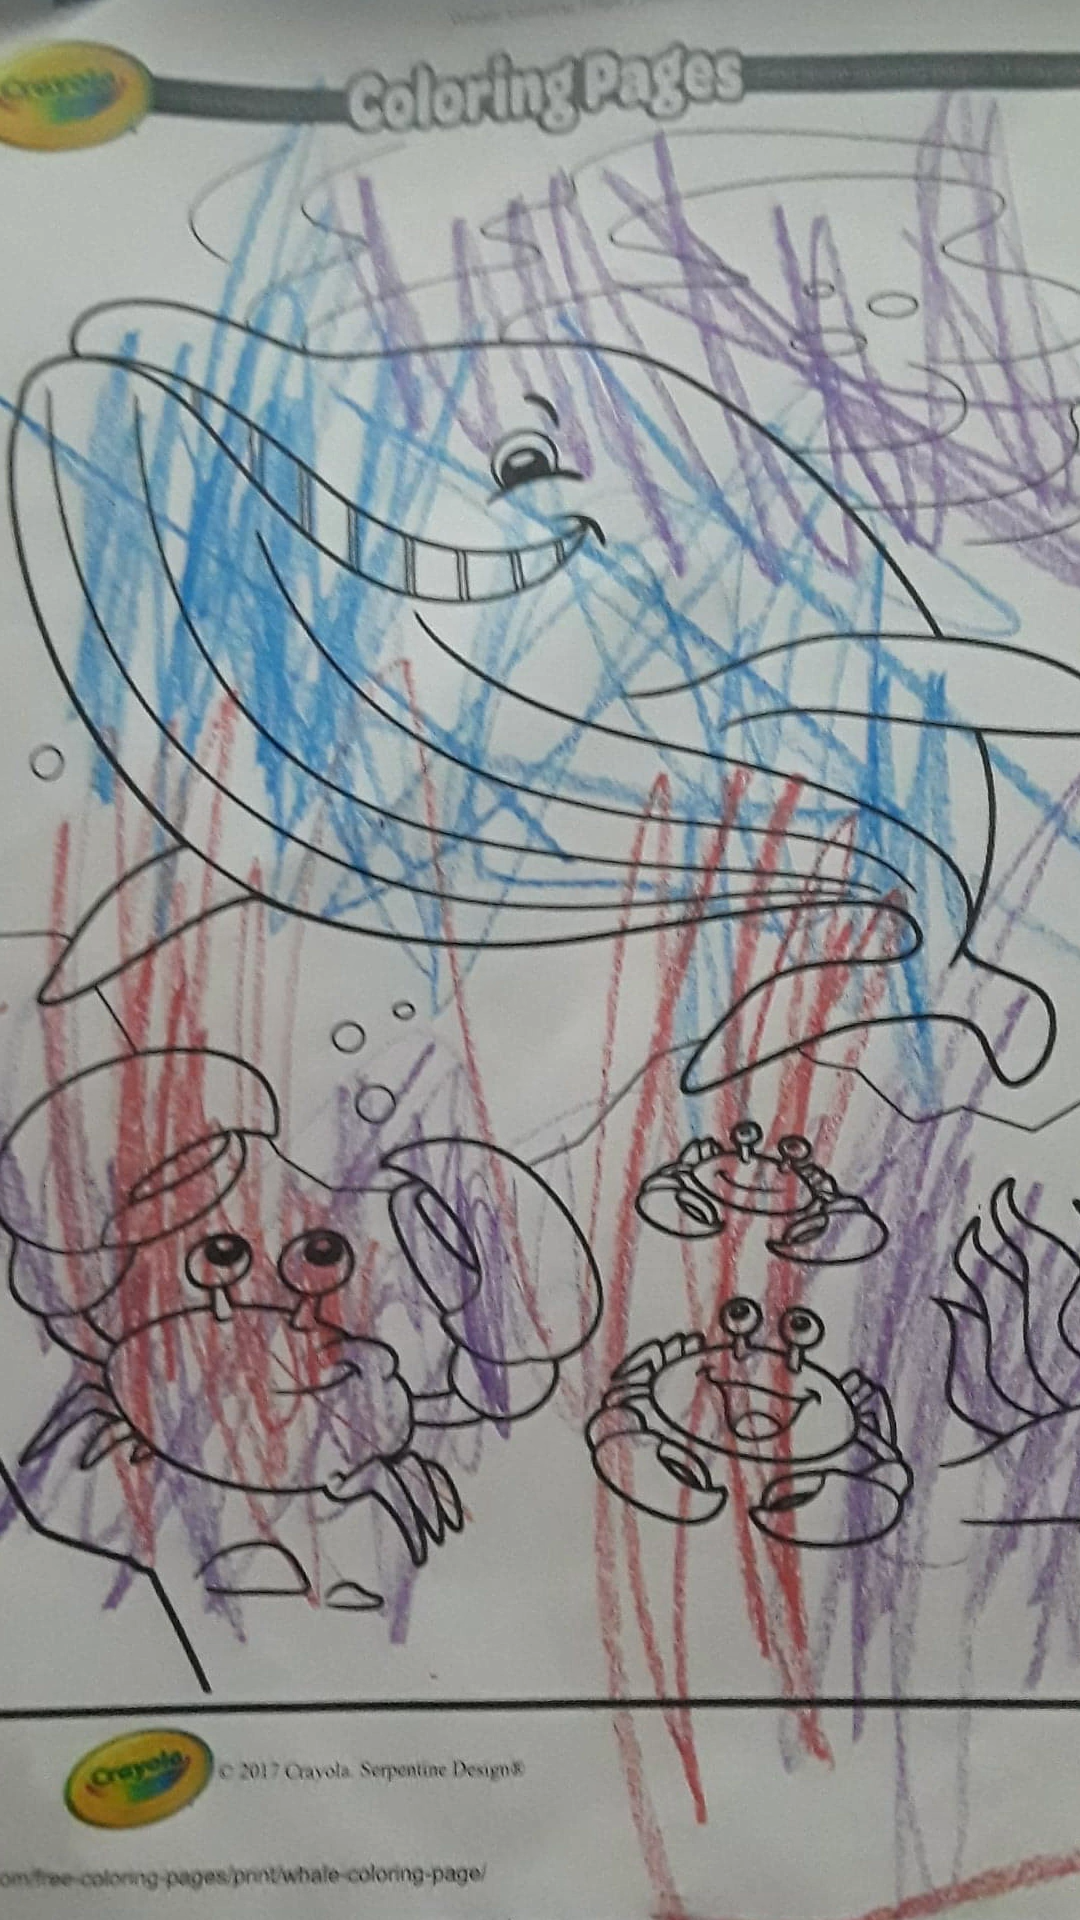 Crayola
Coloring Pages
Crayola
© 2017 Crayola. Serpentine Design®
om/free-coloring-pages/print/whale-coloring-page/